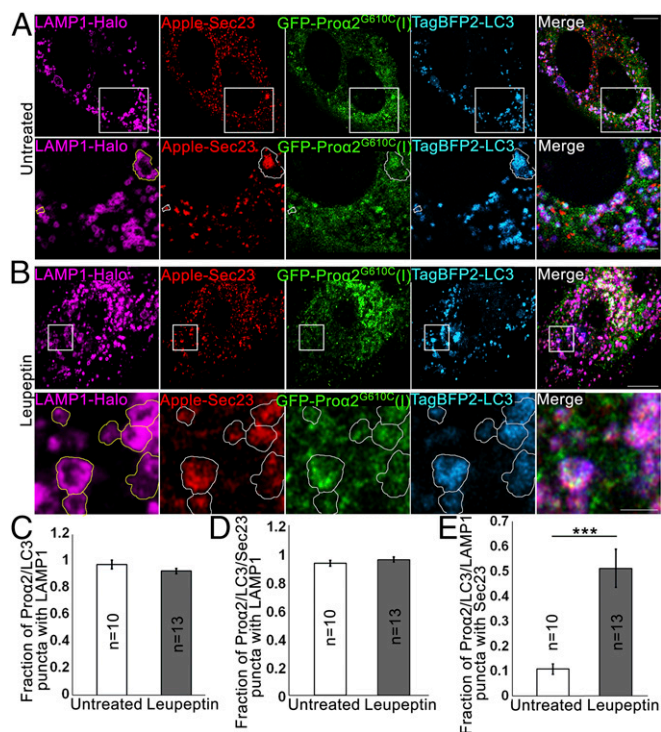 A
LAMP1-Halo Apple-Sec23 GFP-Proα2G610C(I) TagBFP2-LC3 Merge
Untreated
B
LAMP1-Halo Apple-Sec23 GFP-Proα2G610C(I) TagBFP2-LC3 Merge
LAMP1-Halo Apple-Sec23 GFP-Proα2G610C(I) TagBFP2-LC3 Merge
Leupeptin
LAMP1-Halo Apple-Sec23 GFP-Proα2G610C(I) TagBFP2-LC3 Merge
C
Fraction of Proα2/LC3
puncta with LAMP1
1.2
1
0.8
0.6
0.4
0.2
0
n=10
n=13
Untreated Leupeptin
D
Fraction of Proα2/LC3/Sec23
puncta with LAMP1
1.2
1
0.8
0.6
0.4
0.2
0
n=10
n=13
Untreated Leupeptin
E
Fraction of Proα2/LC3/LAMP1
puncta with Sec23
0.7
0.6
0.5
0.4
0.3
0.2
0.1
0
***
n=10
n=13
Untreated Leupeptin